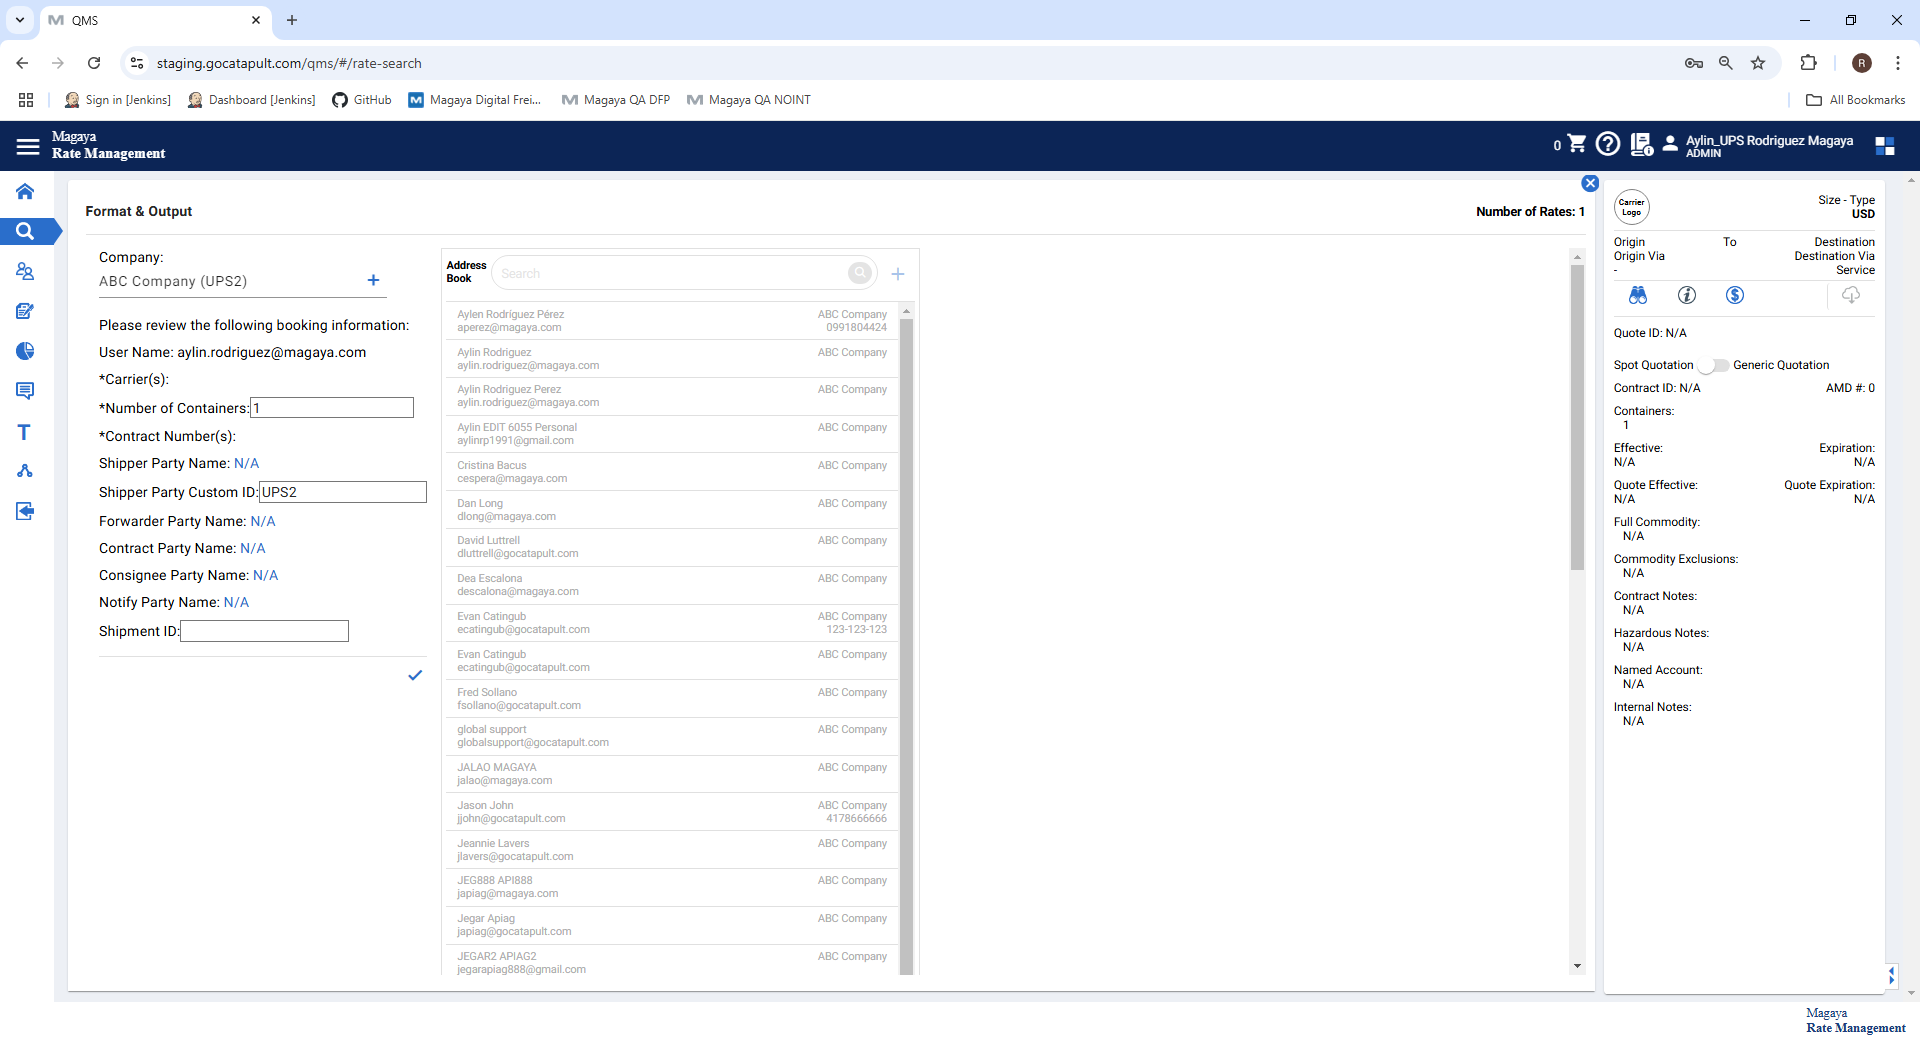 QMS
staging.gocatapult.com/qms/#/rate-search
R
Sign in [Jenkins]
Dashboard [Jenkins]
GitHub
Magaya Digital Frei...
Magaya QA DFP
Magaya QA NOINT
All Bookmarks
Magaya
Rate Management
0
Aylin_UPS Rodriguez Magaya
ADMIN
Format & Output
Number of Rates: 1
Company:
ABC Company (UPS2)
Please review the following booking information:
User Name: aylin.rodriguez@magaya.com
*Carrier(s):
*Number of Containers: 1
*Contract Number(s):
Shipper Party Name: N/A
Shipper Party Custom ID: UPS2
Forwarder Party Name: N/A
Contract Party Name: N/A
Consignee Party Name: N/A
Notify Party Name: N/A
Shipment ID:
Address
Book
Search
Aylen Rodríguez Pérez ABC Company
aperez@magaya.com 0991804424
Aylin Rodriguez ABC Company
aylin.rodriguez@magaya.com
Aylin Rodriguez Perez ABC Company
aylin.rodriguez@magaya.com
Aylin EDIT 6055 Personal ABC Company
aylinrp1991@gmail.com
Cristina Bacus ABC Company
cespera@magaya.com
Dan Long ABC Company
dlong@magaya.com
David Luttrell ABC Company
dluttrell@gocatapult.com
Dea Escalona ABC Company
descalona@magaya.com
Evan Catingub ABC Company
ecatingub@gocatapult.com 123-123-123
Evan Catingub ABC Company
ecatingub@gocatapult.com
Fred Sollano ABC Company
fsollano@gocatapult.com
global support ABC Company
globalsupport@gocatapult.com
JALAO MAGAYA ABC Company
jalao@magaya.com
Jason John ABC Company
jjohn@gocatapult.com 4178666666
Jeannie Lavers ABC Company
jlavers@gocatapult.com
JEG888 API888 ABC Company
japiag@magaya.com
Jegar Apiag ABC Company
japiag@gocatapult.com
JEGAR2 APIAG2 ABC Company
jegarapiag888@gmail.com
Carrier
Logo
Size - Type
USD
Origin To Destination
Origin Via Destination Via
- Service
Quote ID: N/A
Spot Quotation Generic Quotation
Contract ID: N/A AMD #: 0
Containers:
1
Effective: Expiration:
N/A N/A
Quote Effective: Quote Expiration:
N/A N/A
Full Commodity:
N/A
Commodity Exclusions:
N/A
Contract Notes:
N/A
Hazardous Notes:
N/A
Named Account:
N/A
Internal Notes:
N/A
Magaya
Rate Management